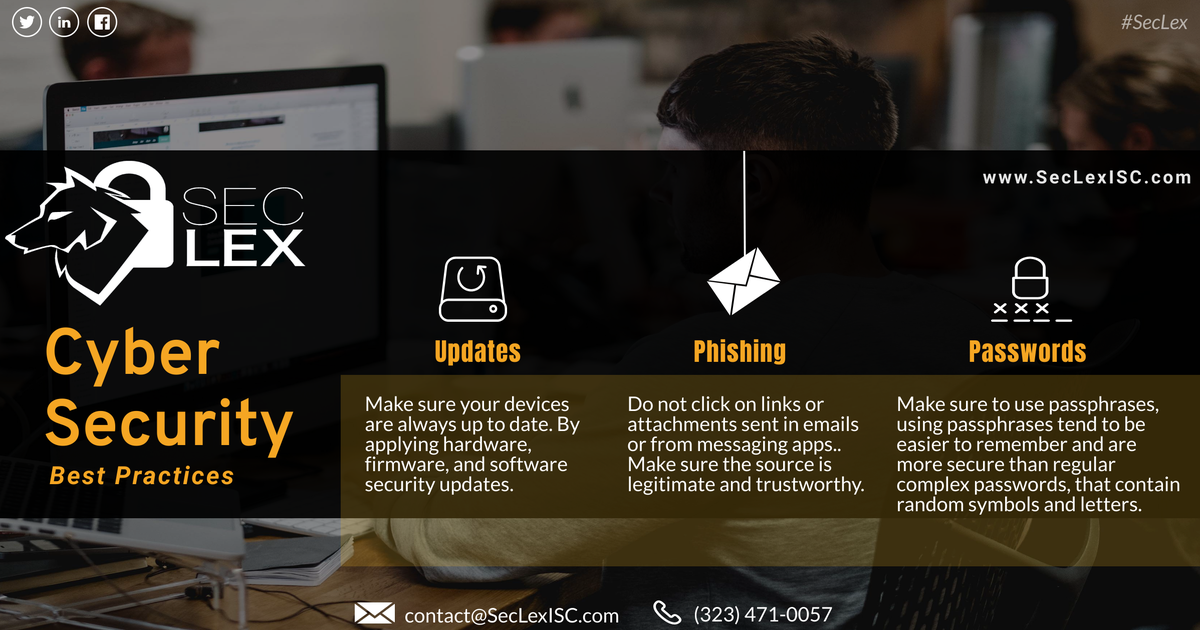 #SecLex
www.SecLexISC.com
SEC
LEX
Cyber
Security
Best Practices
Updates
Make sure your devices
are always up to date. By
applying hardware,
firmware, and software
security updates.
Phishing
Do not click on links or
attachments sent in emails
or from messaging apps..
Make sure the source is
legitimate and trustworthy.
Passwords
Make sure to use passphrases,
using passphrases tend to be
easier to remember and are
more secure than regular
complex passwords, that contain
random symbols and letters.
contact@SecLexISC.com
(323) 471-0057